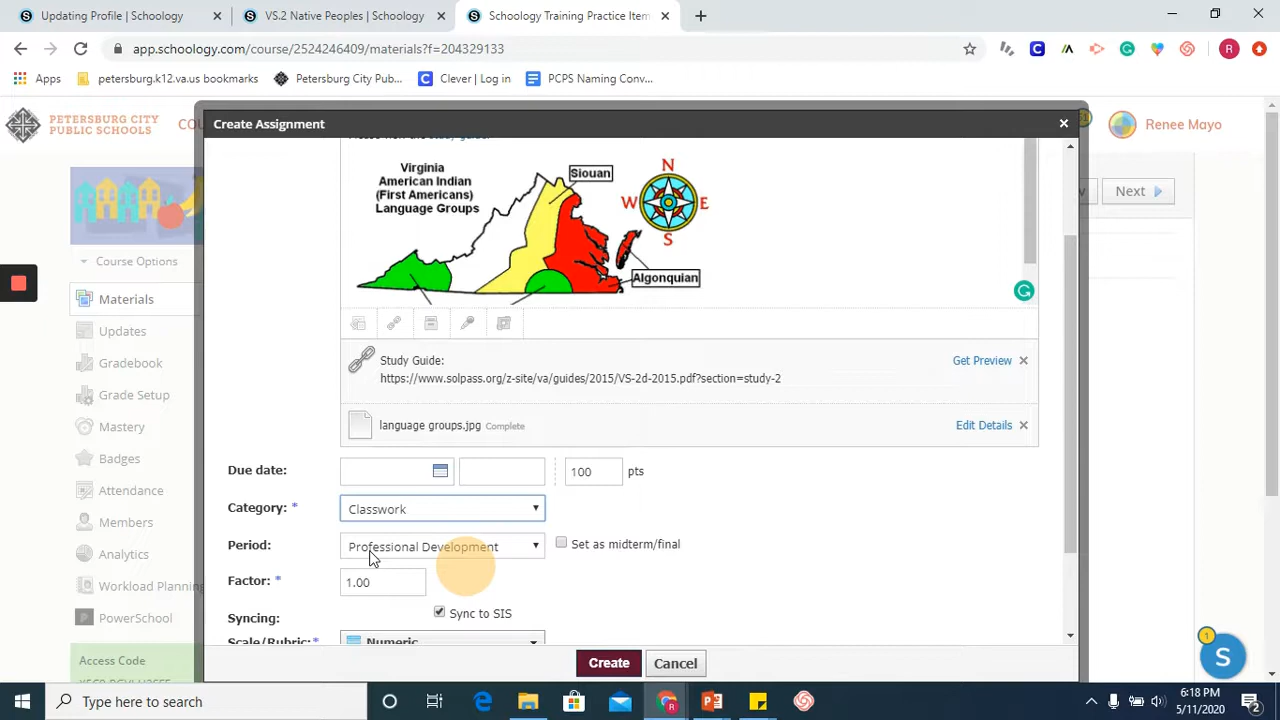 Updating Profile | Schoology
VS.2 Native Peoples | Schoology
Schoology Training Practice Item
app.schoology.com/course/2524246409/materials?f=204329133
Apps
petersburg.k12.va.us bookmarks
Petersburg City Pub...
Clever | Log in
PCPS Naming Conv...
PETERSBURG CITY
PUBLIC SCHOOLS
COU
Create Assignment
Renee Mayo
Next
Course Options
Materials
Updates
Gradebook
Grade Setup
Mastery
Badges
Attendance
Members
Analytics
Workload Planning
PowerSchool
Access Code
Virginia
American Indian
(First Americans)
Language Groups
Siouan
N
W
E
S
Algonquian
Study Guide:
https://www.solpass.org/z-site/va/guides/2015/VS-2d-2015.pdf?section=study-2
Get Preview
language groups.jpg Complete
Edit Details
Due date:
100 pts
Category: *
Classwork
Period:
Professional Development
Set as midterm/final
Factor: *
1.00
Syncing:
Sync to SIS
Scale/Rubric: *
Numeric
Create
Cancel
1
S
Type here to search
6:18 PM
5/11/2020
2